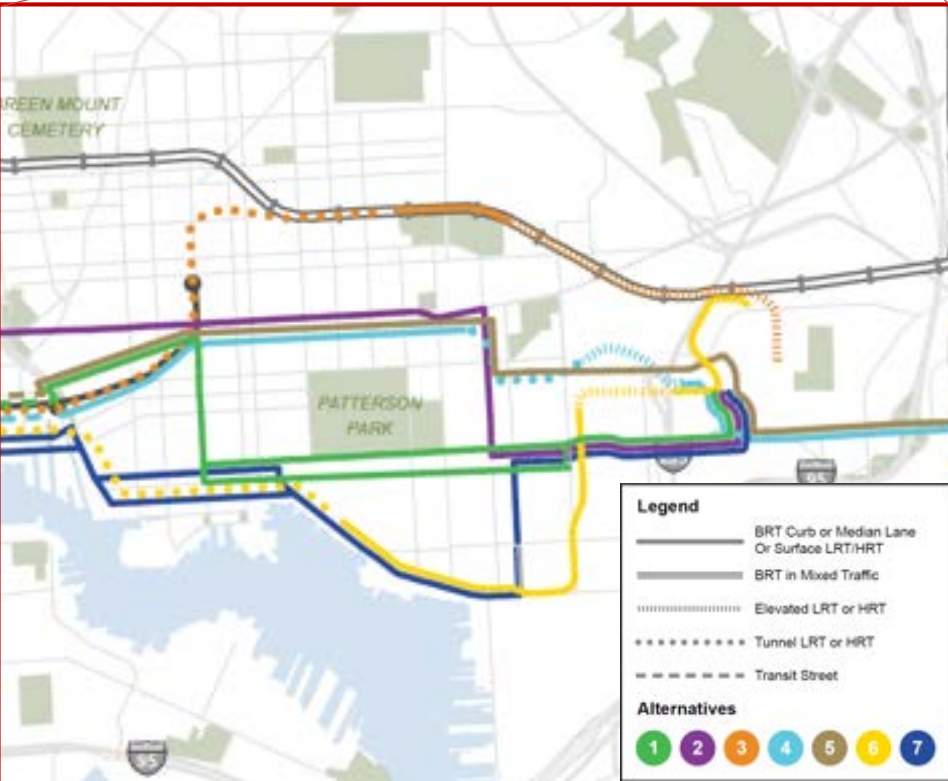 GREEN MOUNT
CEMETERY
PATTERSON
PARK
95
Legend
BRT Curb or Median Lane
Or Surface LRT/HRT
BRT in Mixed Traffic
Elevated LRT or HRT
Tunnel LRT or HRT
Transit Street
Alternatives
1 2 3 4 5 6 7